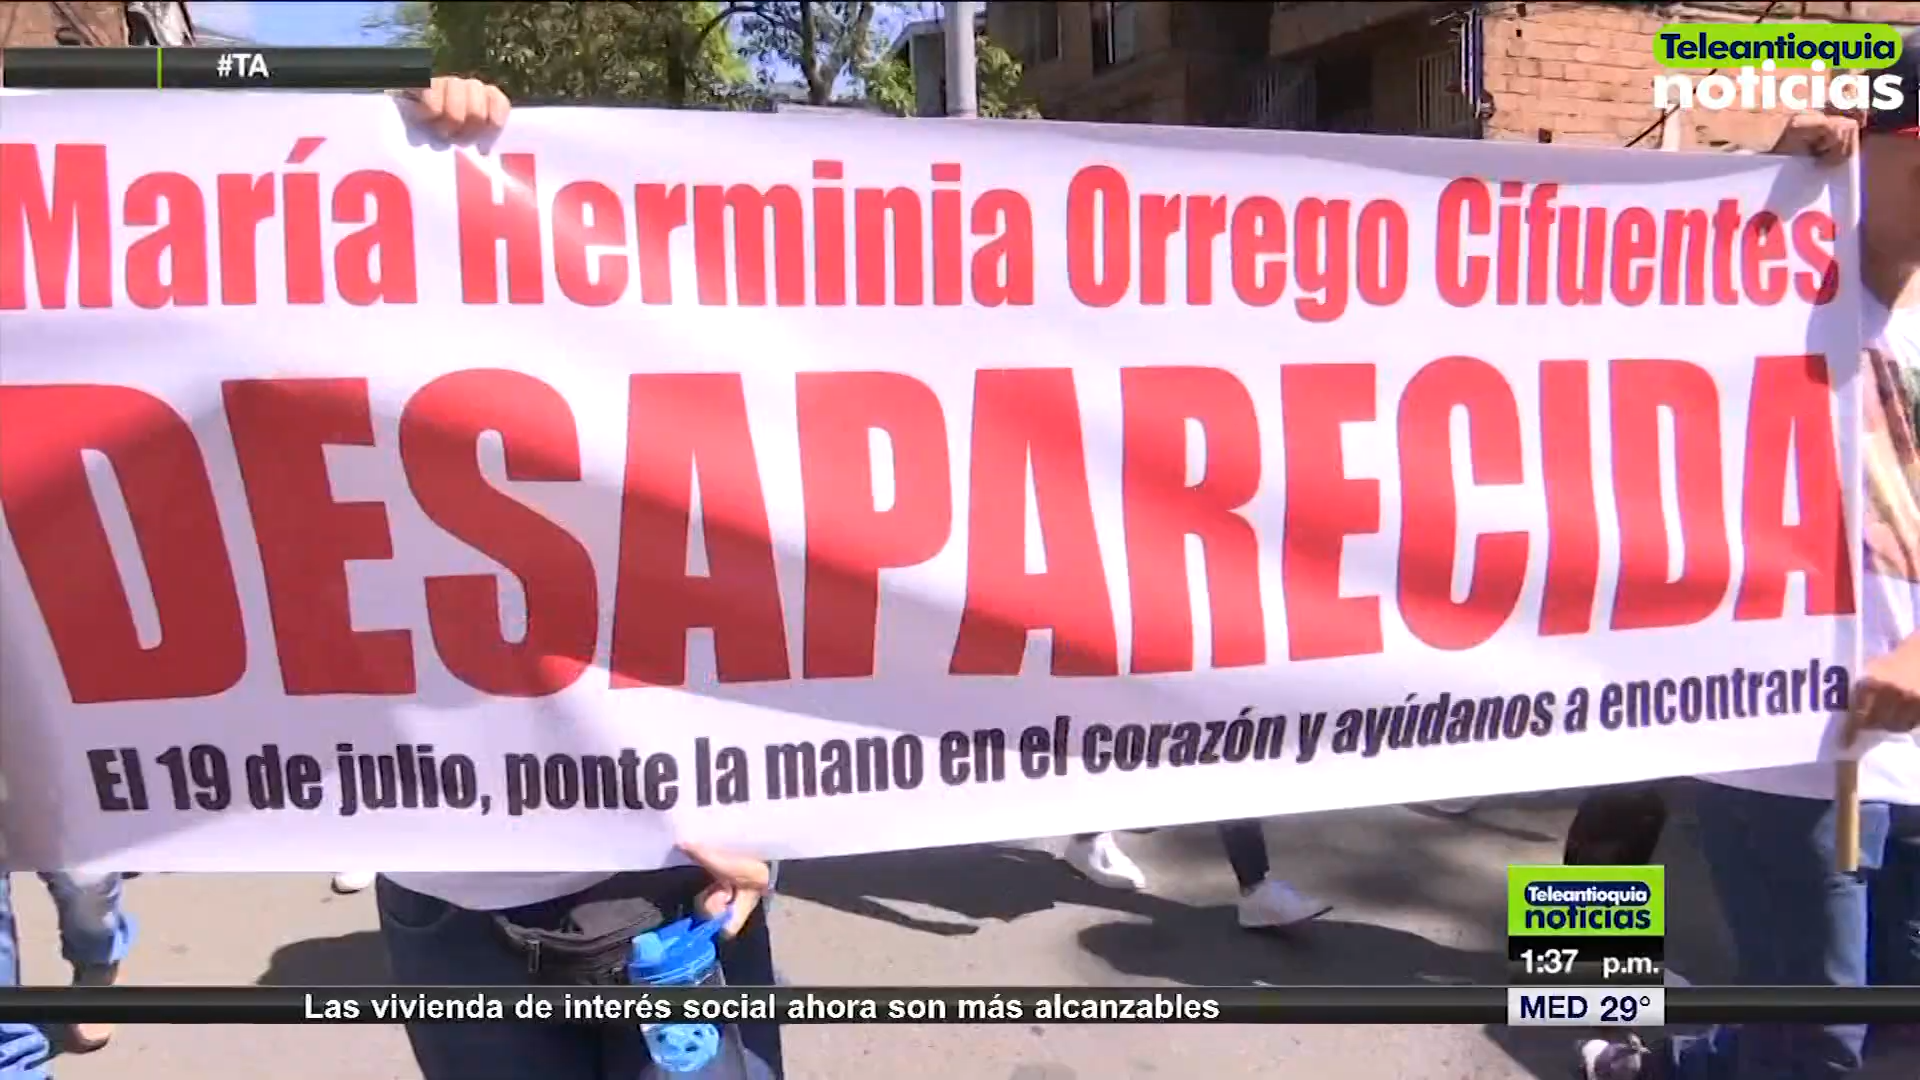 #TA
Teleantioquia
noticias
María Herminia Orrego Cifuentes
DESAPARECIDA
El 19 de julio, ponte la mano en el corazón y ayúdanos a encontrarla
Teleantioquia
noticias
1:37 p.m.
Las vivienda de interés social ahora son más alcanzables
MED 29°